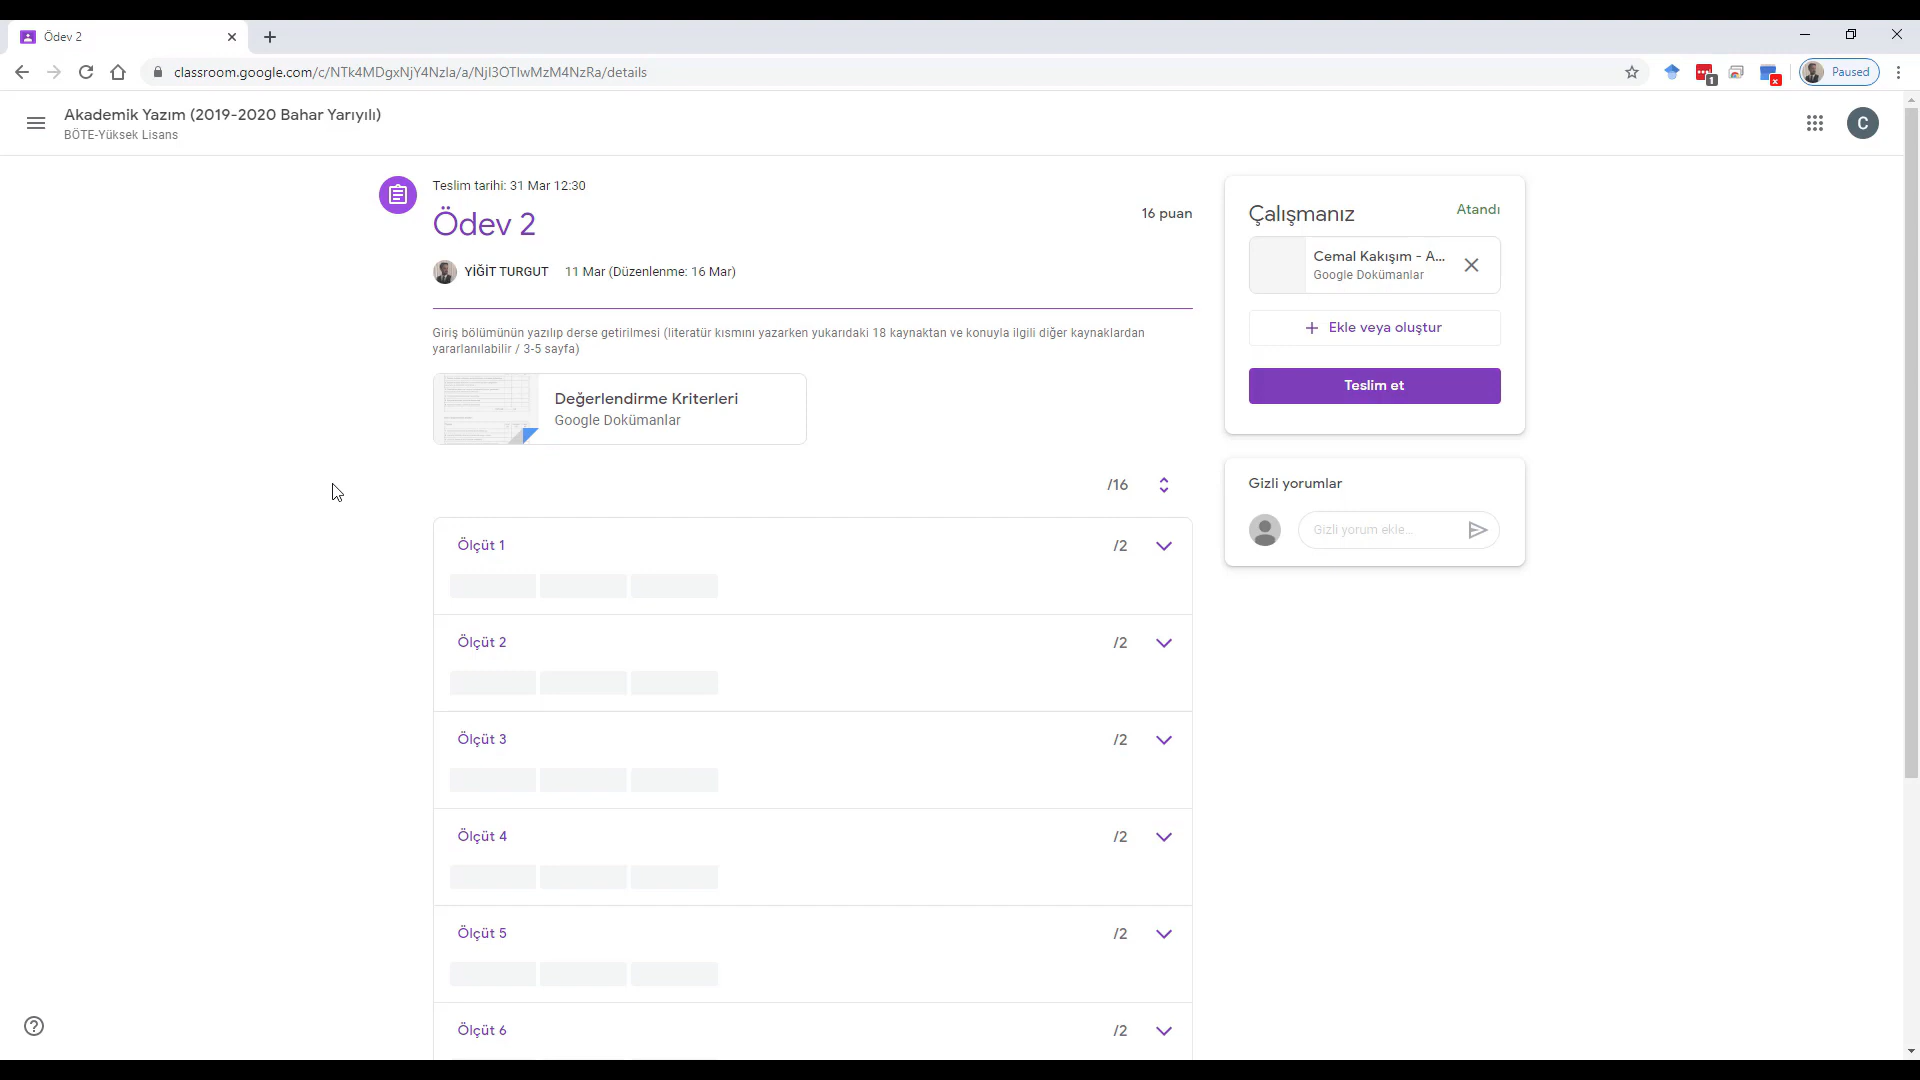 Ödev 2
classroom.google.com/c/NTk4MDgxNjY4NzIa/a/NjI3OTIwMzM4NzRa/details
1
Paused
Akademik Yazım (2019-2020 Bahar Yarıyılı)
BÖTE-Yüksek Lisans
C
Teslim tarihi: 31 Mar 12:30
Ödev 2
16 puan
YİĞİT TURGUT 11 Mar (Düzenlenme: 16 Mar)
Giriş bölümünün yazılıp derse getirilmesi (literatür kısmını yazarken yukarıdaki 18 kaynaktan ve konuyla ilgili diğer kaynaklardan
yararlanılabilir / 3-5 sayfa)
Değerlendirme Kriterleri
Google Dokümanlar
/16
Ölçüt 1 /2
Ölçüt 2 /2
Ölçüt 3 /2
Ölçüt 4 /2
Ölçüt 5 /2
Ölçüt 6 /2
Çalışmanız
Atandı
Cemal Kakışım - A...
Google Dokümanlar
Ekle veya oluştur
Teslim et
Gizli yorumlar
Gizli yorum ekle...